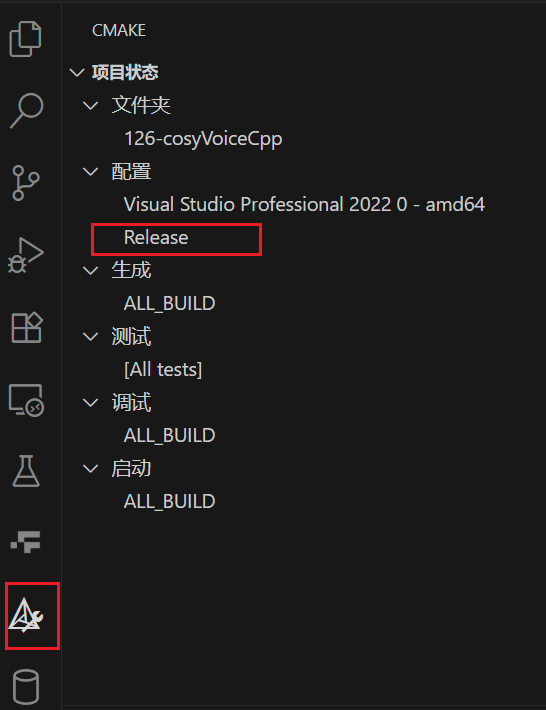 CMAKE
项目状态
文件夹
126-cosyVoiceCpp
配置
Visual Studio Professional 2022 0 - amd64
Release
生成
ALL_BUILD
测试
[All tests]
调试
ALL_BUILD
启动
ALL_BUILD